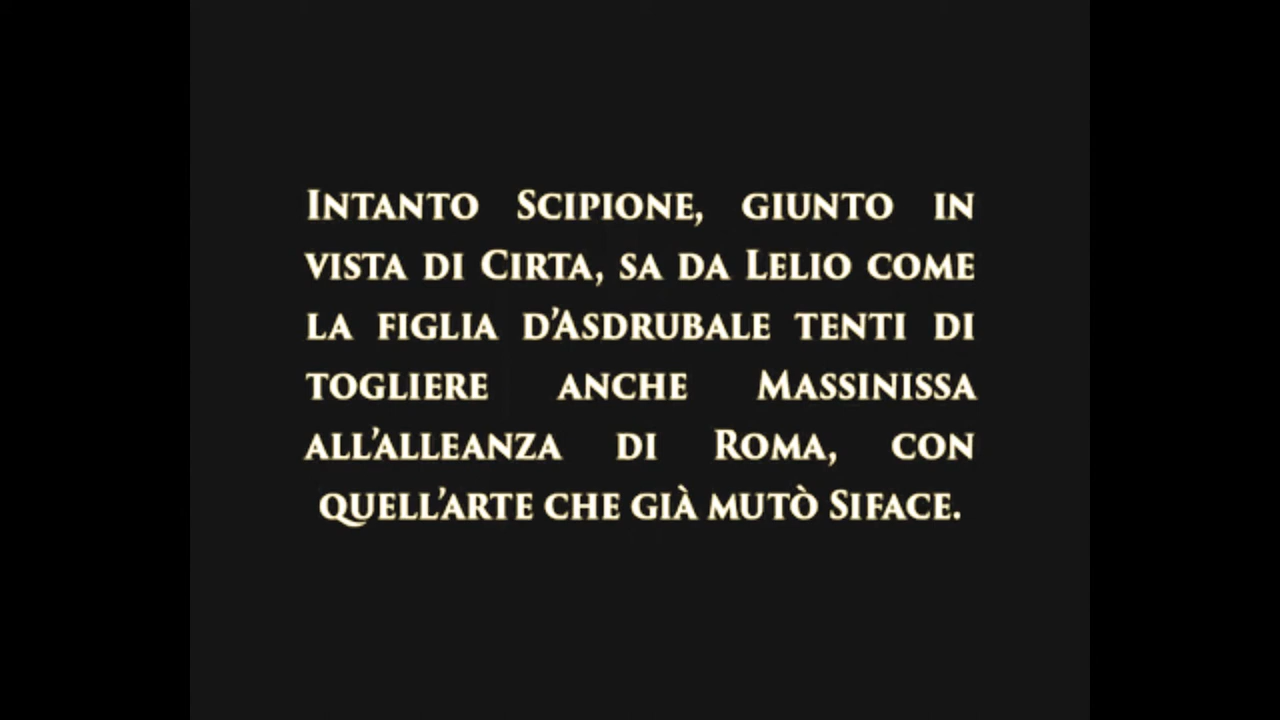 Intanto Scipione, giunto in
vista di Cirta, sa da Lelio come
la figlia d’Asdrubale tenti di
togliere anche Massinissa
all’alleanza di Roma, con
quell’arte che già mutò Siface.